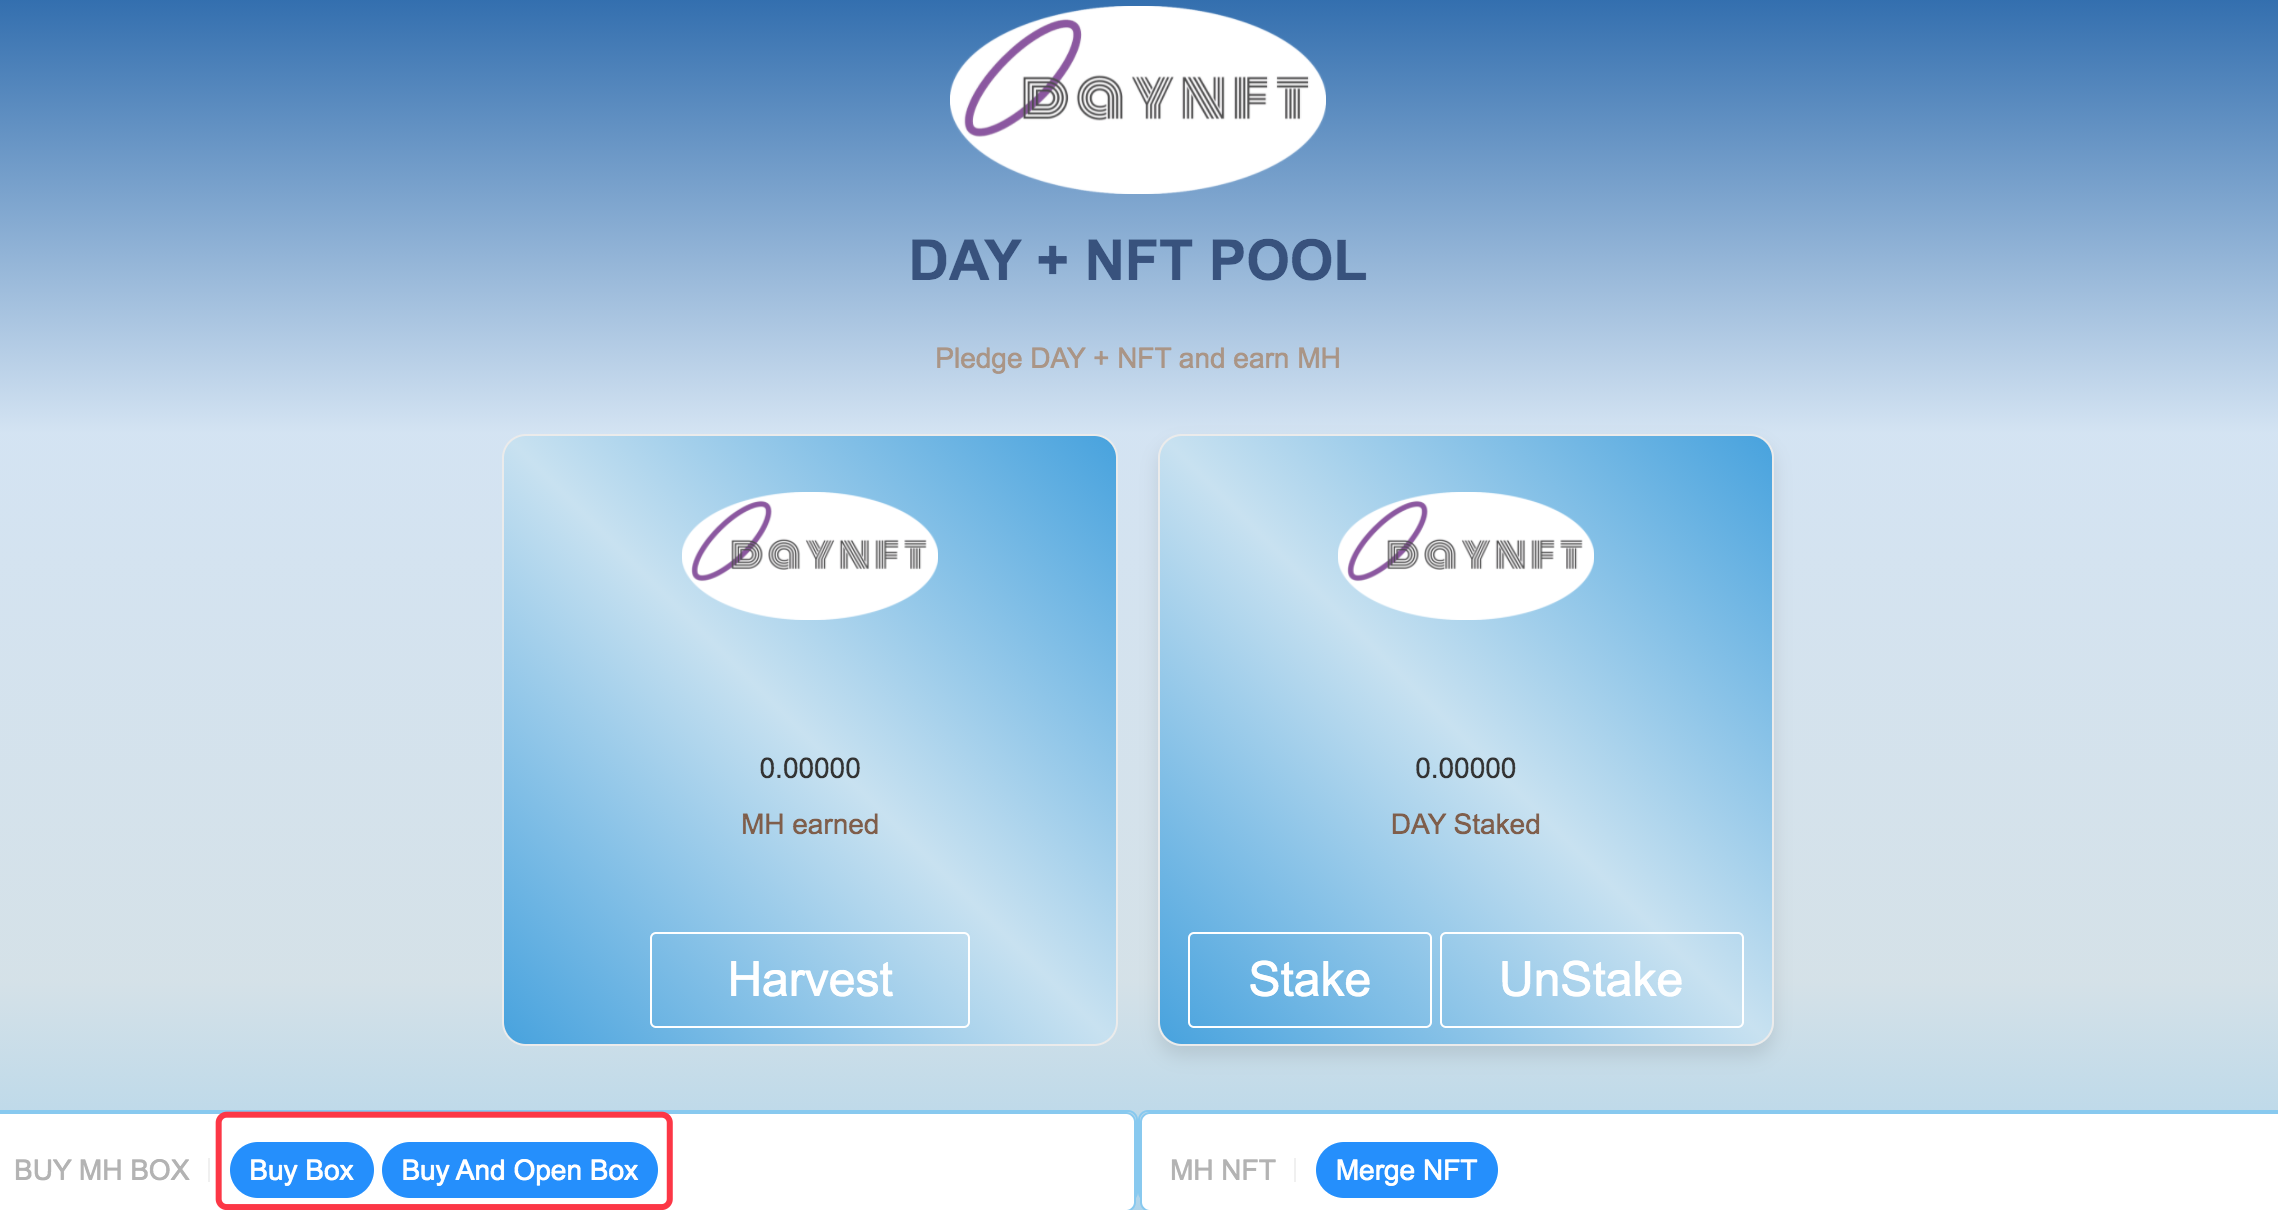 DAYNFT
DAY + NFT POOL
Pledge DAY + NFT and earn MH
DAYNFT
0.00000
MH earned
Harvest
DAYNFT
0.00000
DAY Staked
Stake UnStake
BUY MH BOX Buy Box Buy And Open Box
MH NFT Merge NFT